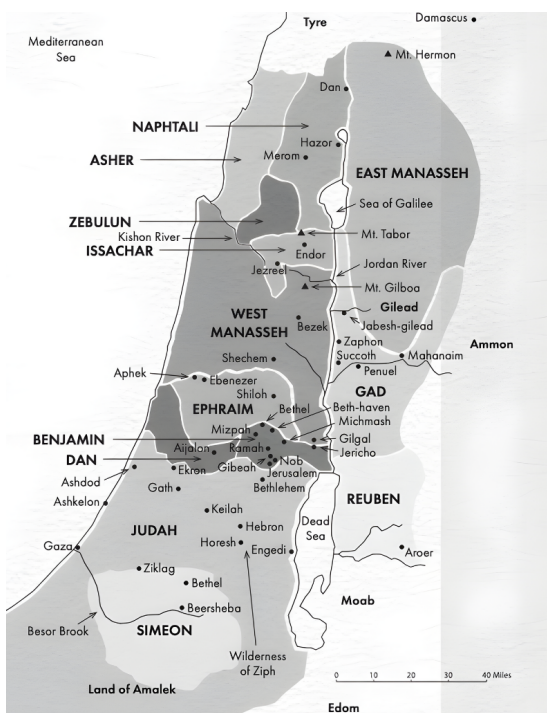 Damascus
Tyre
Mediterranean
Sea
Mt. Hermon
Dan
NAPHTALI
Hazor
Merom
ASHER
EAST MANASSEH
Sea of Galilee
ZEBULUN
Kishon River
Mt. Tabor
ISSACHAR
Endor
Jezreel
Jordan River
Mt. Gilboa
Gilead
WEST
MANASSEH
Bezek
Jabesh-gilead
Zaphon
Ammon
Shechem
Succoth
Mahanaim
Penuel
Aphek
Ebenezer
GAD
Shiloh
EPHRAIM
Bethel
Beth-haven
Michmash
Mizpah
BENJAMIN
Gilgal
Aijalon
Ramah
Jericho
DAN
Nob
Ekron
Gibeah
Jerusalem
Ashdod
Gath
Bethlehem
REUBEN
Ashkelon
Keilah
Dead
Sea
JUDAH
Hebron
Horesh
Gaza
Engedi
Aroer
Ziklag
Bethel
Moab
Beersheba
Besor Brook
SIMEON
Wilderness
of Ziph
0 10 20 30 40 Miles
Land of Amalek
Edom